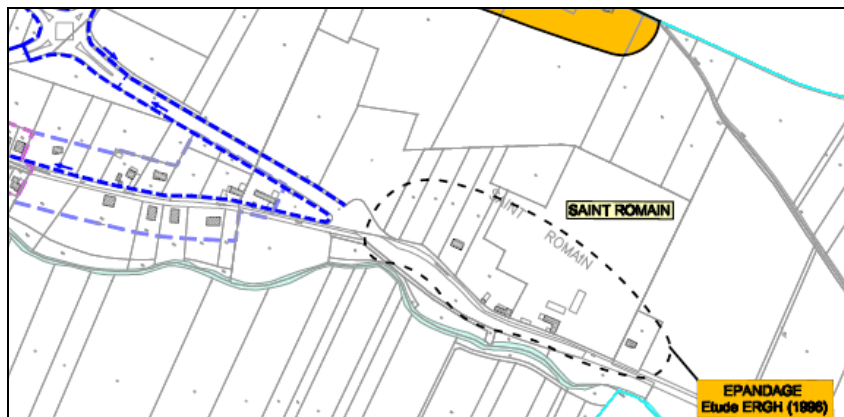 SAINT ROMAIN
SAINT
ROMAIN
EPANDAGE
Etude ERGH (1996)